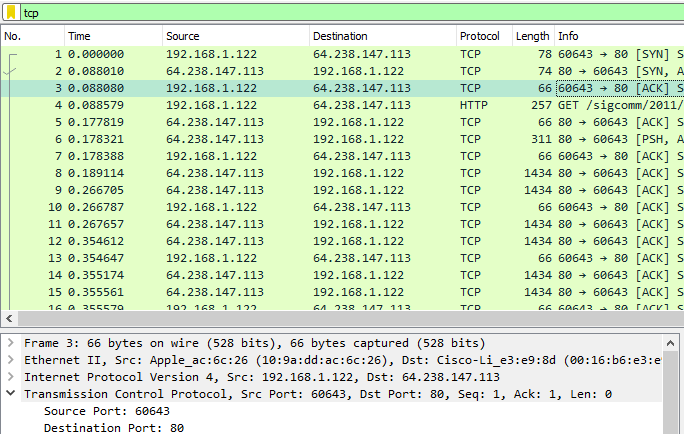 tcp
No. Time Source Destination Protocol Length Info
1 0.000000 192.168.1.122 64.238.147.113 TCP 78 60643 → 80 [SYN] S
2 0.088010 64.238.147.113 192.168.1.122 TCP 74 80 → 60643 [SYN, A
3 0.088080 192.168.1.122 64.238.147.113 TCP 66 60643 → 80 [ACK] S
4 0.088579 192.168.1.122 64.238.147.113 HTTP 257 GET /sigcomm/2011/
5 0.177819 64.238.147.113 192.168.1.122 TCP 66 80 → 60643 [ACK] S
6 0.178321 64.238.147.113 192.168.1.122 TCP 311 80 → 60643 [PSH, A
7 0.178388 192.168.1.122 64.238.147.113 TCP 66 60643 → 80 [ACK] S
8 0.189114 64.238.147.113 192.168.1.122 TCP 1434 80 → 60643 [ACK] S
9 0.266705 64.238.147.113 192.168.1.122 TCP 1434 80 → 60643 [ACK] S
10 0.266787 192.168.1.122 64.238.147.113 TCP 66 60643 → 80 [ACK] S
11 0.267657 64.238.147.113 192.168.1.122 TCP 1434 80 → 60643 [ACK] S
12 0.354612 64.238.147.113 192.168.1.122 TCP 1434 80 → 60643 [ACK] S
13 0.354647 192.168.1.122 64.238.147.113 TCP 66 60643 → 80 [ACK] S
14 0.355174 64.238.147.113 192.168.1.122 TCP 1434 80 → 60643 [ACK] S
15 0.355561 64.238.147.113 192.168.1.122 TCP 1434 80 → 60643 [ACK] S
16 0.355579 192.168.1.122 64.238.147.113 TCP 66 60643 → 80 [ACK] S
Frame 3: 66 bytes on wire (528 bits), 66 bytes captured (528 bits)
Ethernet II, Src: Apple_ac:6c:26 (10:9a:dd:ac:6c:26), Dst: Cisco-Li_e3:e9:8d (00:16:b6:e3:e
Internet Protocol Version 4, Src: 192.168.1.122, Dst: 64.238.147.113
Transmission Control Protocol, Src Port: 60643, Dst Port: 80, Seq: 1, Ack: 1, Len: 0
Source Port: 60643
Destination Port: 80